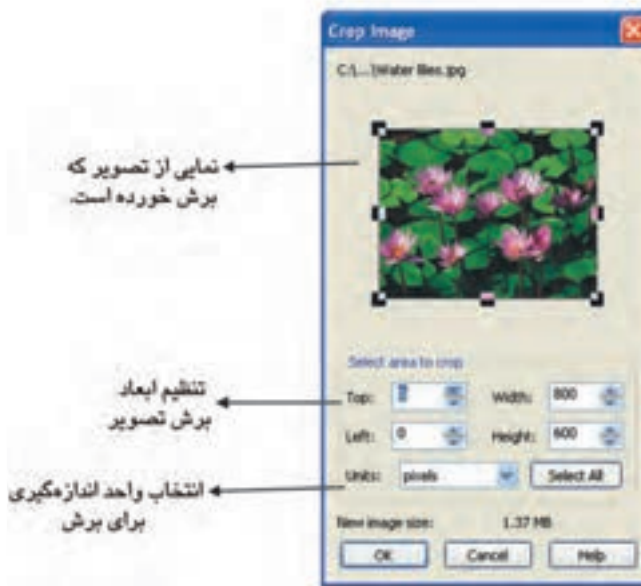 Crop Image
C:\...\Water lilies.jpg
نمایی از تصویر که
برش خورده است.
Select area to crop
تنظیم ابعاد
برش تصویر
Top: 0 Width: 800
Left: 0 Height: 600
Units: pixels Select All
انتخاب واحد اندازه‌گیری
برای برش
New image size: 1.37 MB
OK Cancel Help